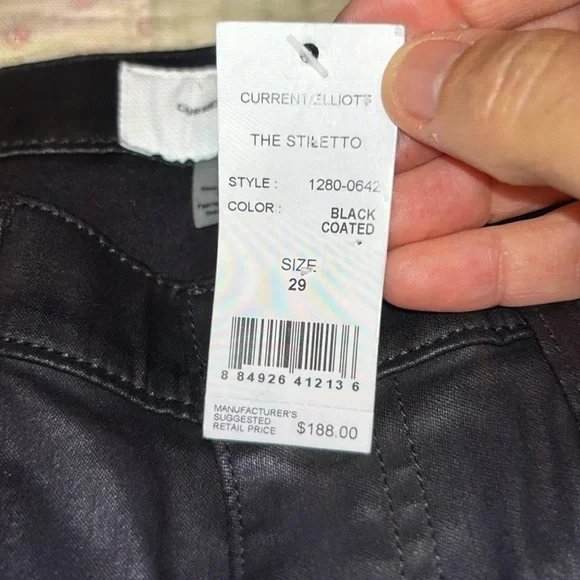 CURRENT/ELLIOTT
THE STILETTO
STYLE : 1280-0642
COLOR : BLACK
COATED
SIZE
29
8 84926 41213 6
MANUFACTURER'S
SUGGESTED
RETAIL PRICE $188.00